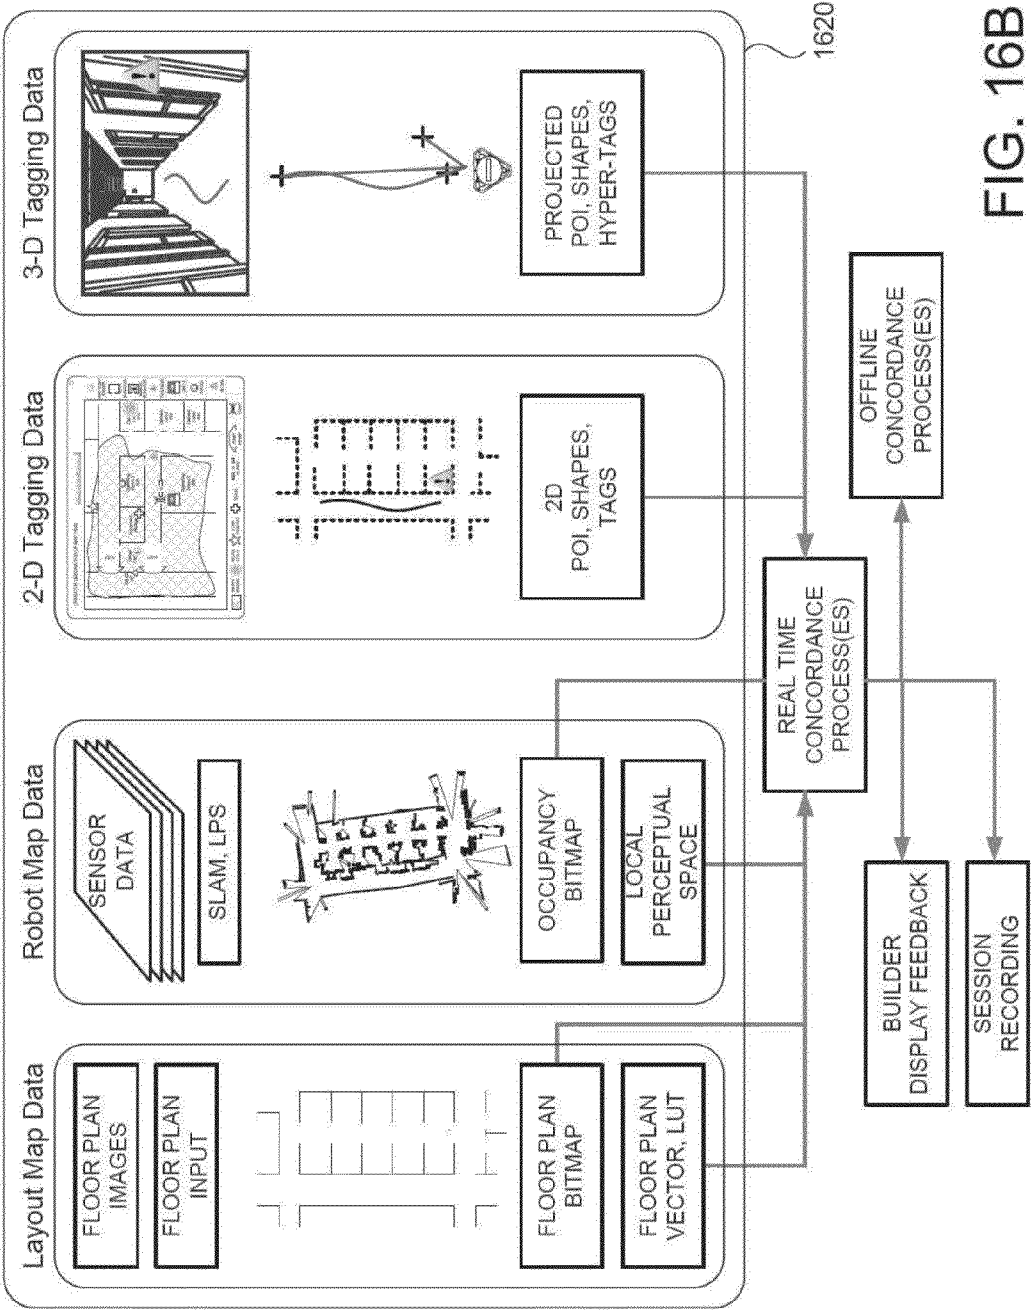 Layout Map Data
FLOOR PLAN
IMAGES
FLOOR PLAN
INPUT
FLOOR PLAN
BITMAP
FLOOR PLAN
VECTOR, LUT
Robot Map Data
SENSOR
DATA
SLAM, LPS
OCCUPANCY
BITMAP
LOCAL
PERCEPTUAL
SPACE
2-D Tagging Data
2D
POI, SHAPES,
TAGS
3-D Tagging Data
PROJECTED
POI, SHAPES,
HYPER-TAGS
1620
REAL TIME
CONCORDANCE
PROCESS(ES)
OFFLINE
CONCORDANCE
PROCESS(ES)
BUILDER
DISPLAY FEEDBACK
SESSION
RECORDING
FIG. 16B